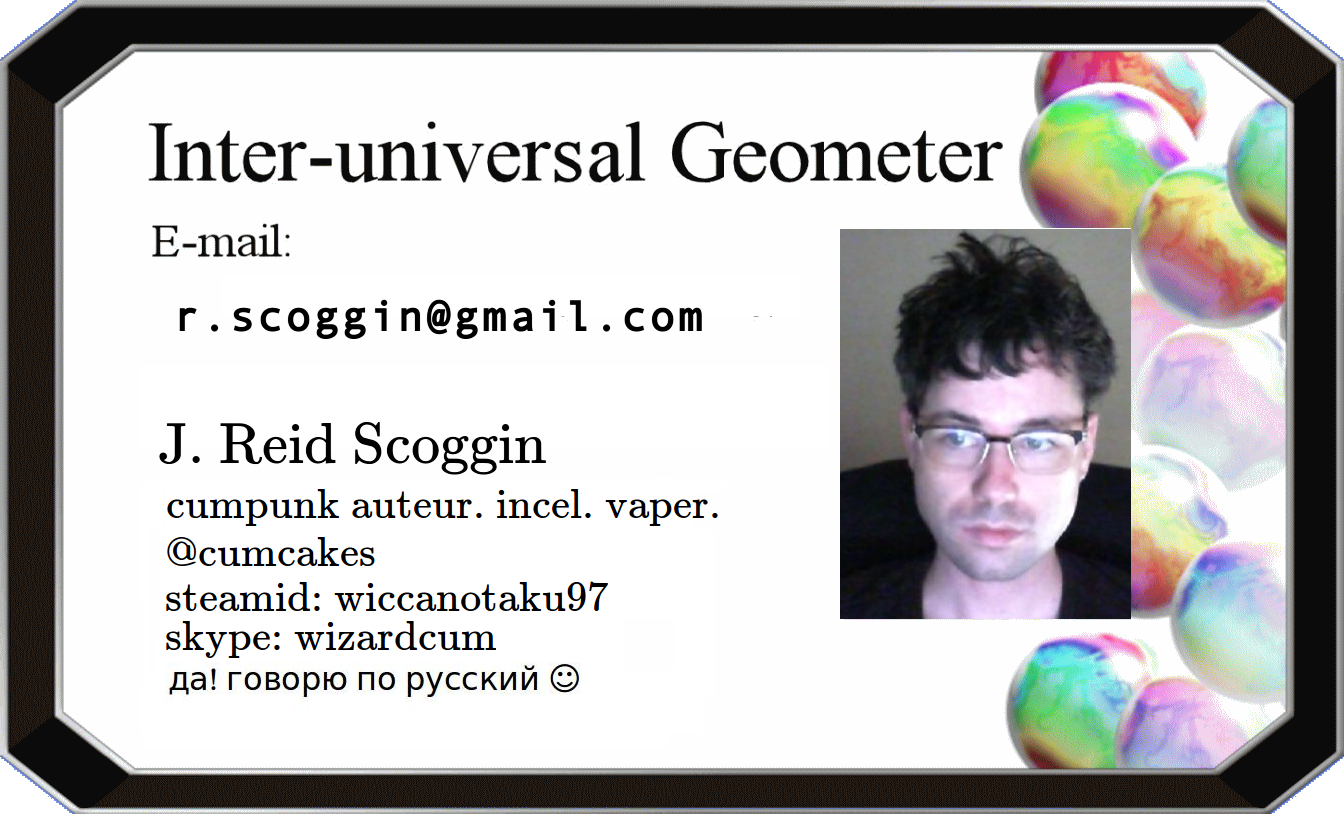 Inter-universal Geometer
E-mail:
r.scoggin@gmail.com
J. Reid Scoggin
cumpunk auteur. incel. vaper.
@cumcakes
steamid: wiccanotaku97
skype: wizardcum
да! говорю по русский ☺